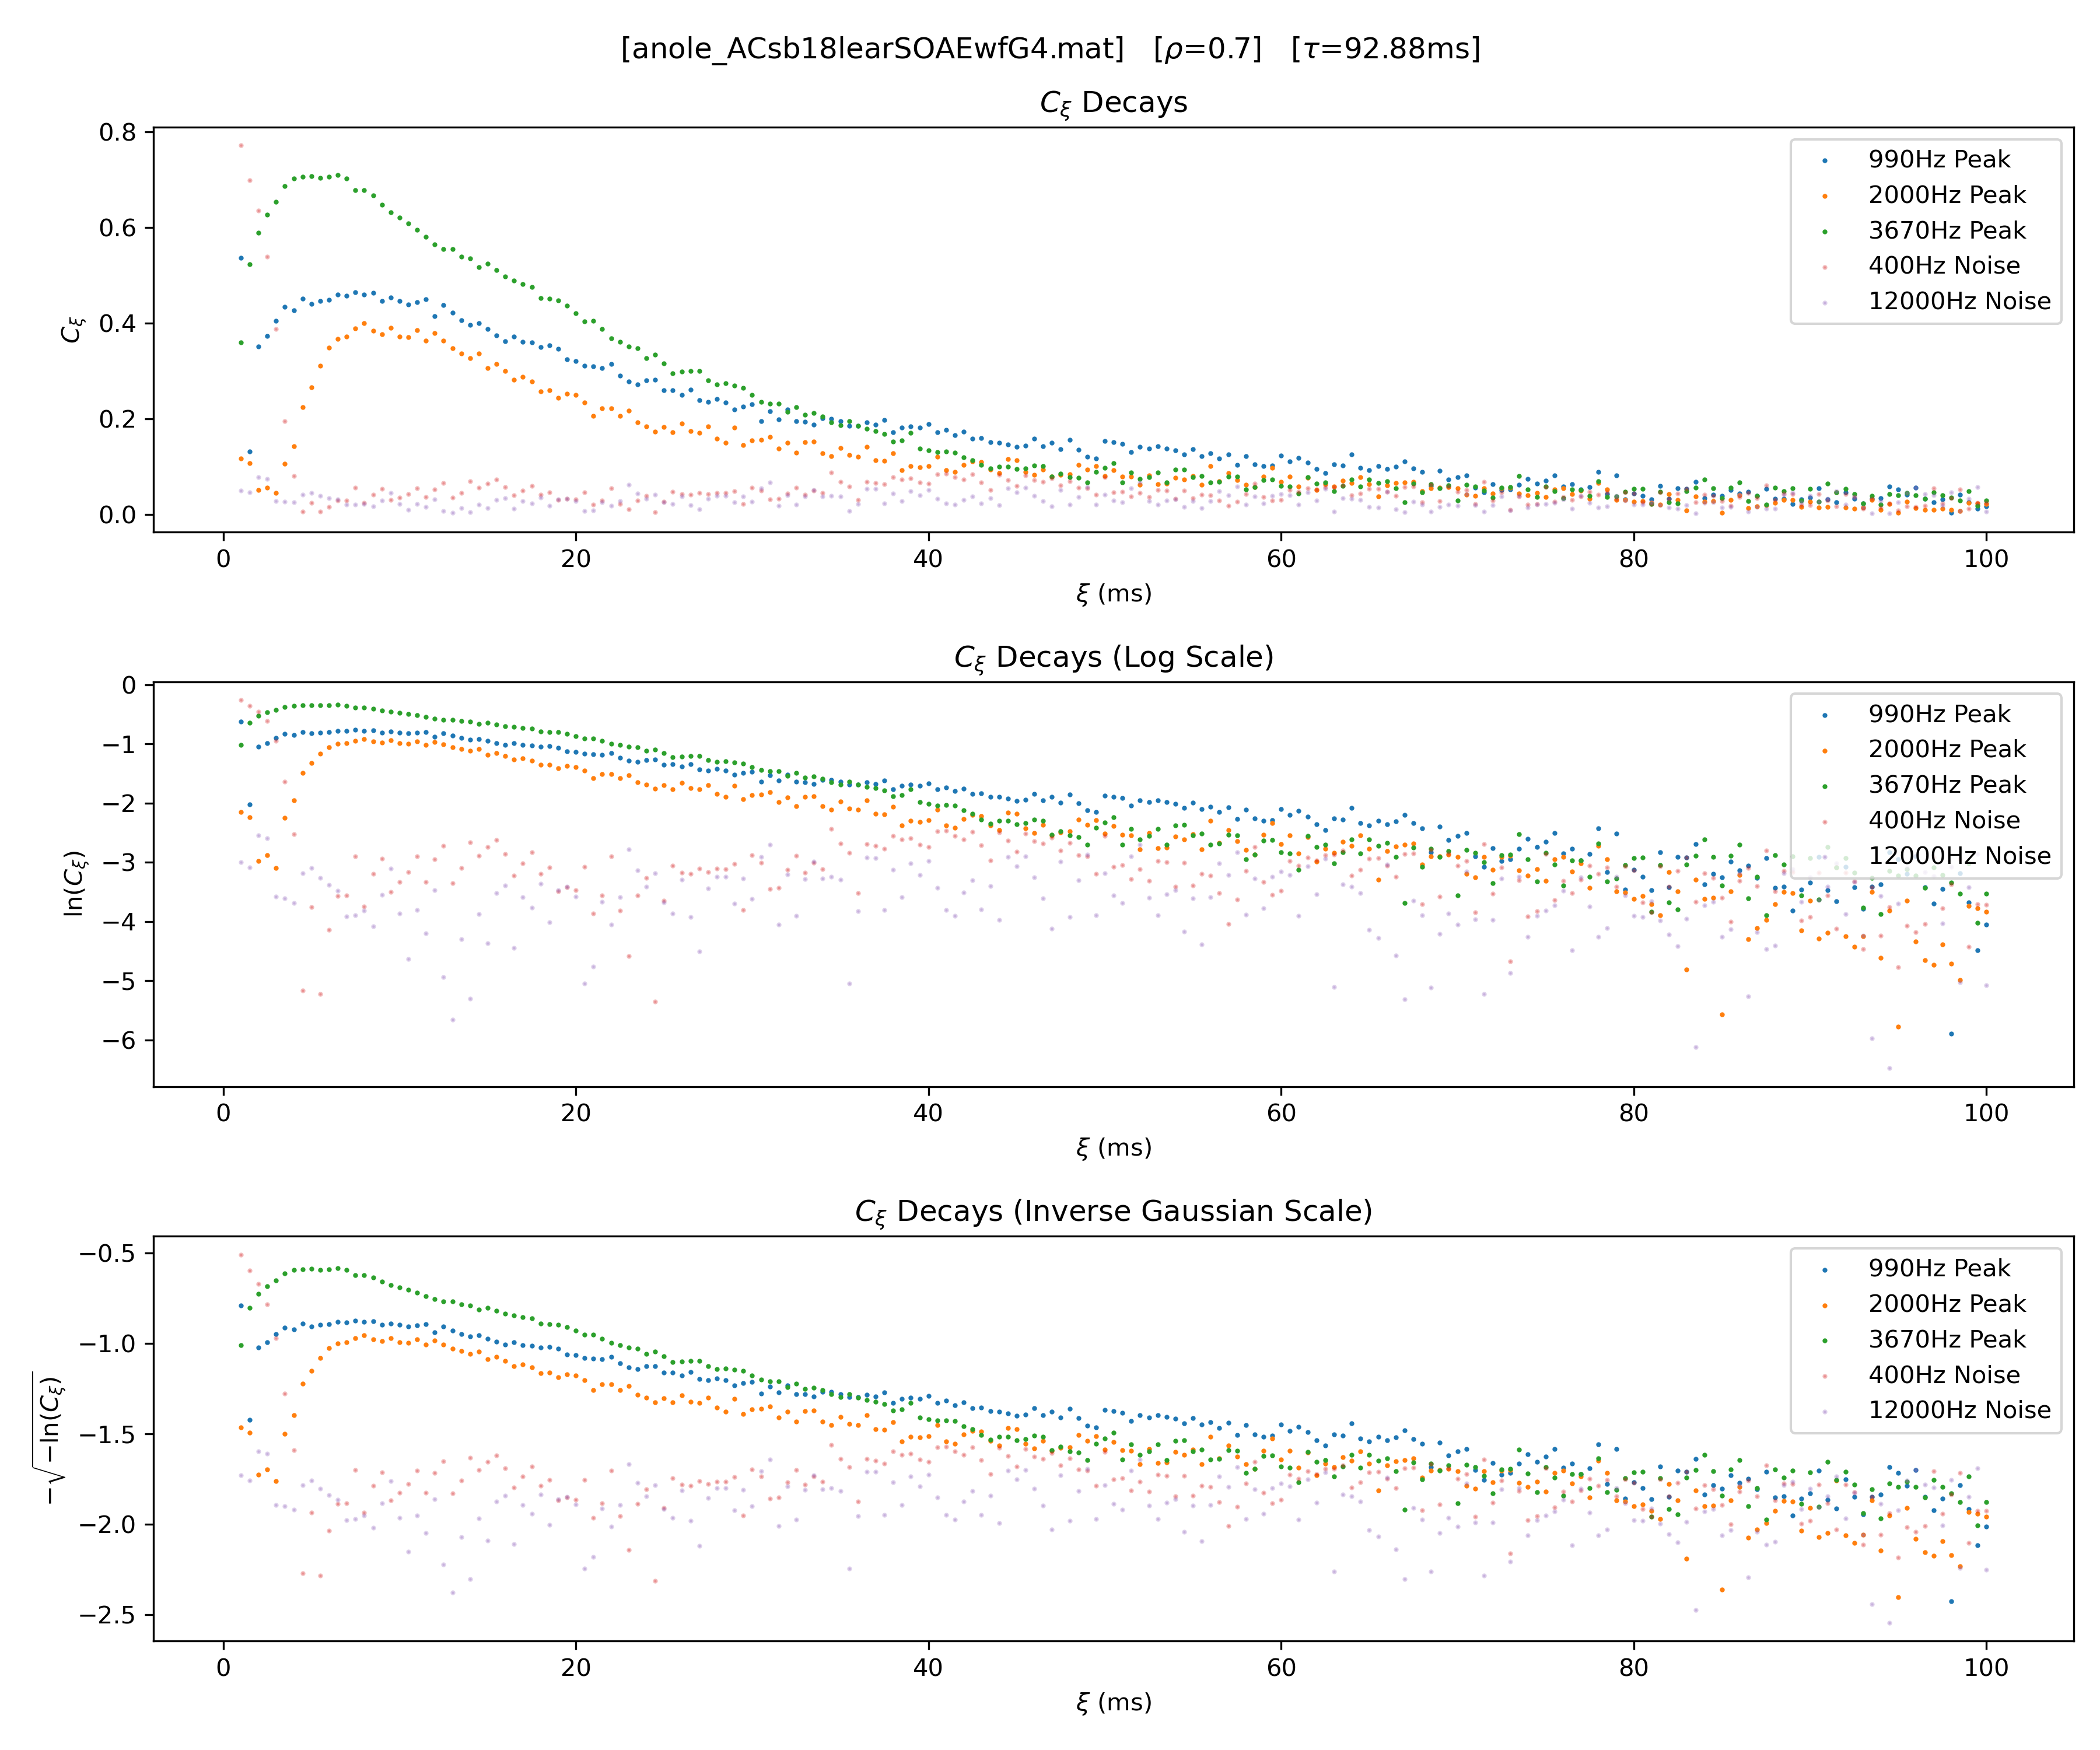 [anole_ACsb18learSOAEwfG4.mat] [ρ=0.7] [τ=92.88ms]
C_ξ Decays
0.8
0.6
0.4
0.2
0.0
C_ξ
990Hz Peak
2000Hz Peak
3670Hz Peak
400Hz Noise
12000Hz Noise
0 20 40 60 80 100
ξ (ms)
C_ξ Decays (Log Scale)
0
−1
−2
−3
−4
−5
−6
ln(C_ξ)
990Hz Peak
2000Hz Peak
3670Hz Peak
400Hz Noise
12000Hz Noise
0 20 40 60 80 100
ξ (ms)
C_ξ Decays (Inverse Gaussian Scale)
−0.5
−1.0
−1.5
−2.0
−2.5
−√−ln(C_ξ)
990Hz Peak
2000Hz Peak
3670Hz Peak
400Hz Noise
12000Hz Noise
0 20 40 60 80 100
ξ (ms)